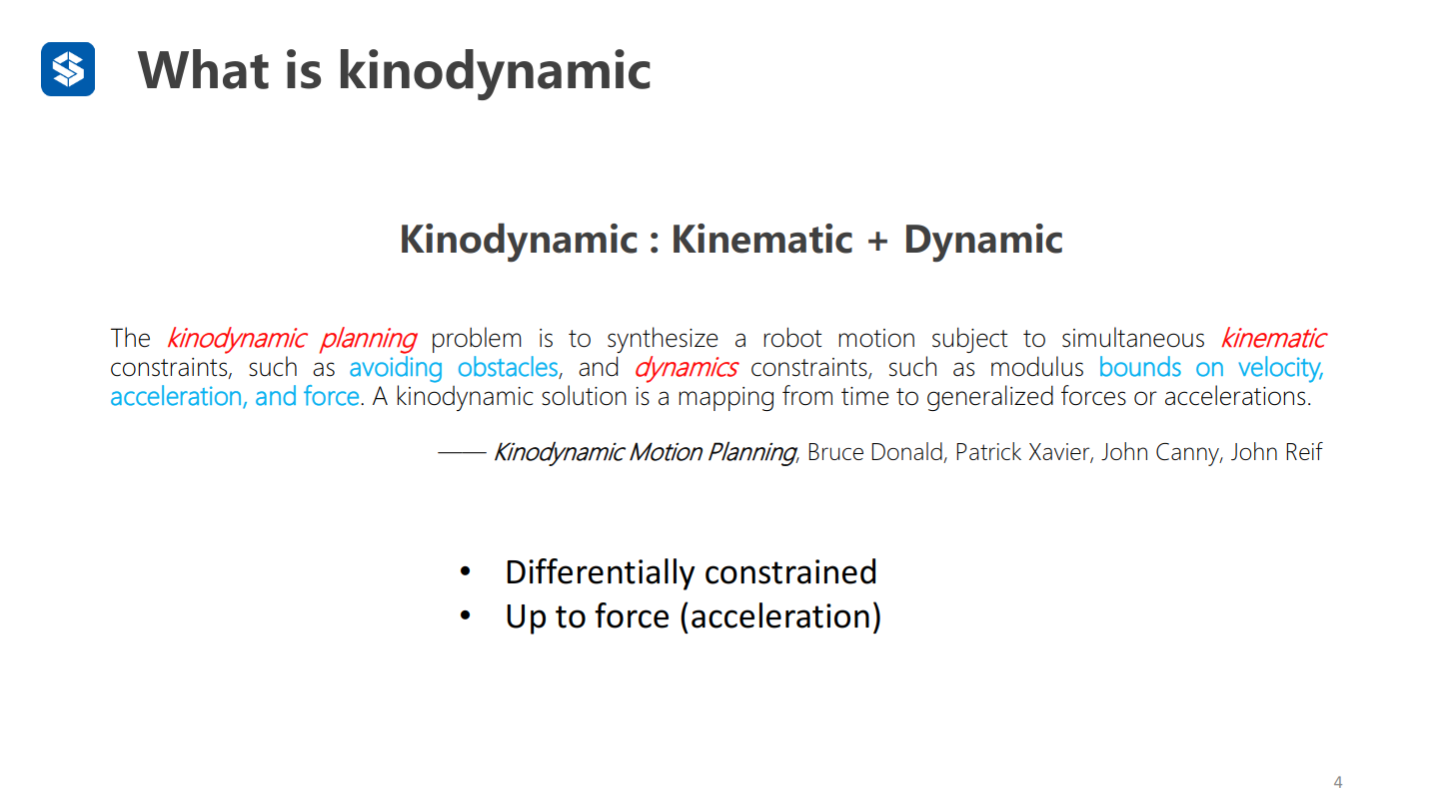 What is kinodynamic
Kinodynamic : Kinematic + Dynamic
The kinodynamic planning problem is to synthesize a robot motion subject to simultaneous kinematic
constraints, such as avoiding obstacles, and dynamics constraints, such as modulus bounds on velocity,
acceleration, and force. A kinodynamic solution is a mapping from time to generalized forces or accelerations.
—— Kinodynamic Motion Planning, Bruce Donald, Patrick Xavier, John Canny, John Reif
• Differentially constrained
• Up to force (acceleration)
4